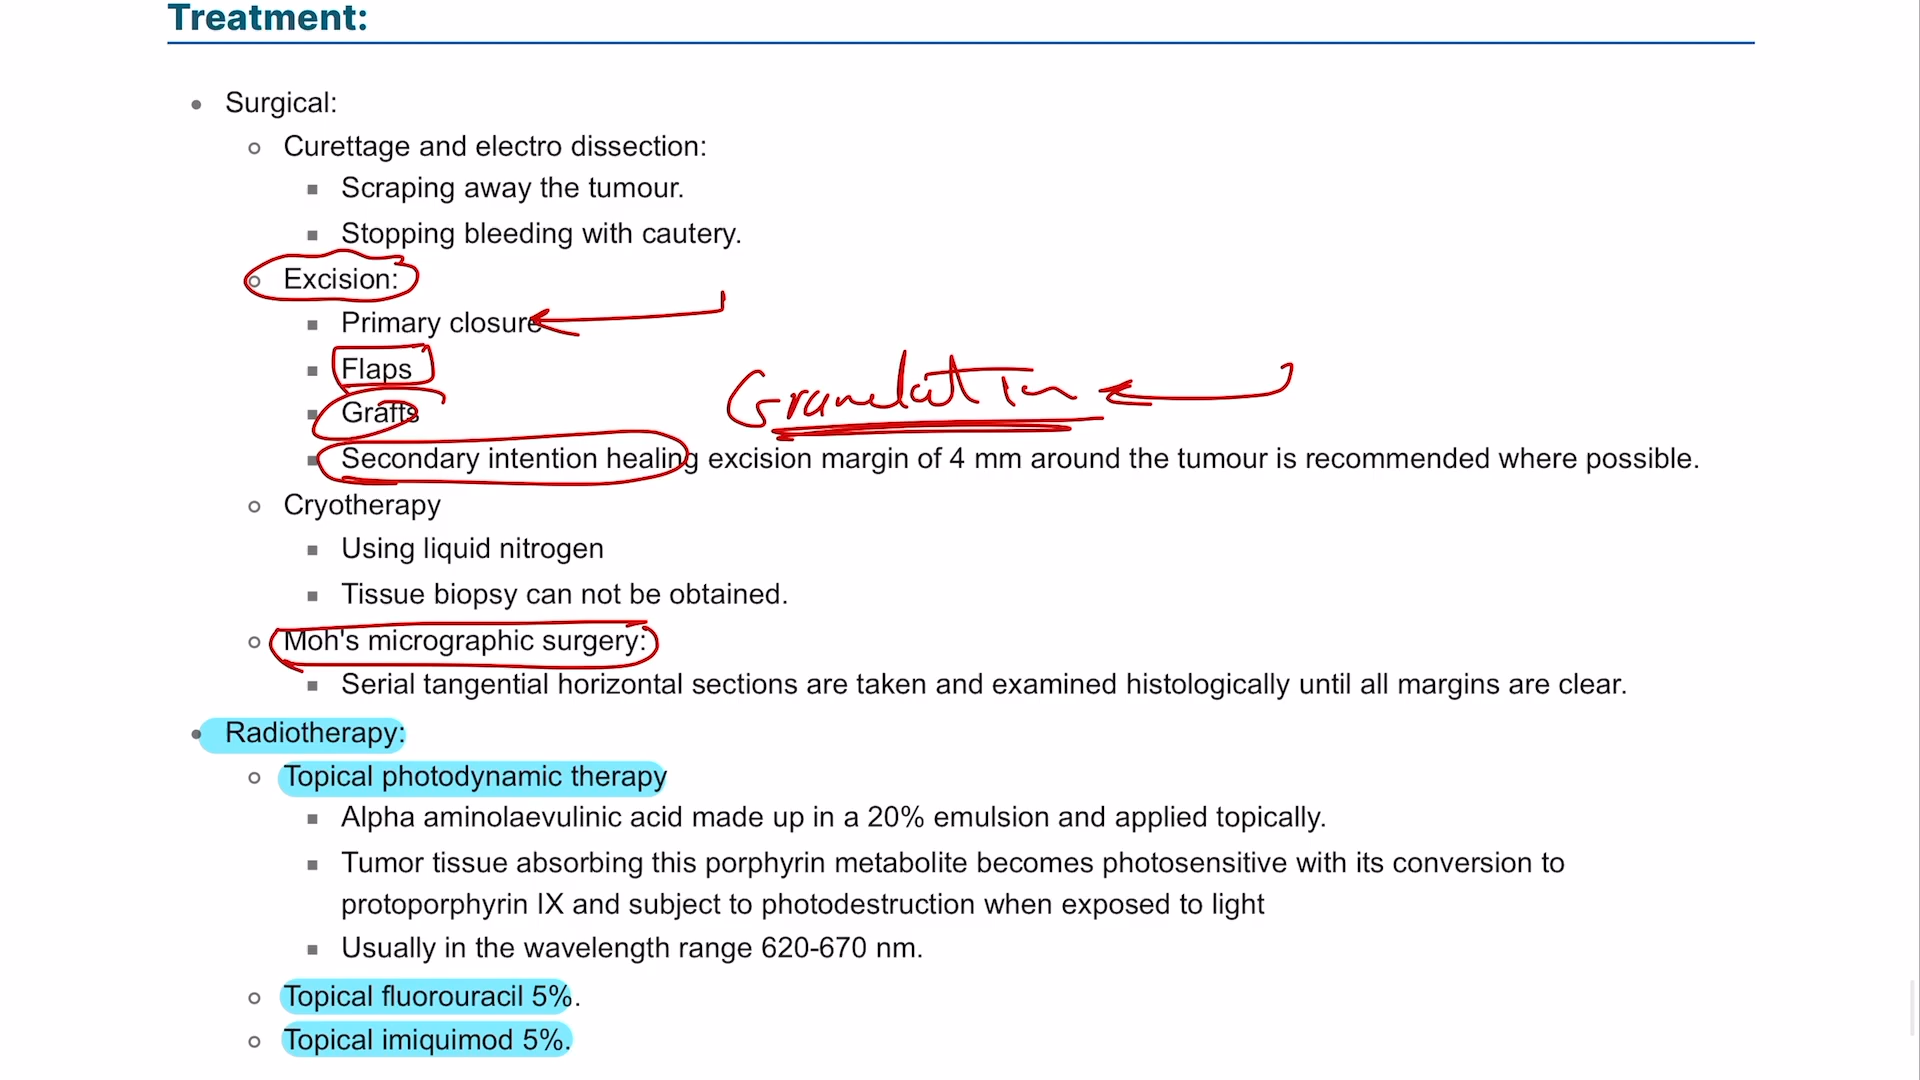 Treatment:
Surgical:
Curettage and electro dissection:
Scraping away the tumour.
Stopping bleeding with cautery.
Excision:
Primary closure
Flaps
Grafts
Granulation
Secondary intention healing excision margin of 4 mm around the tumour is recommended where possible.
Cryotherapy
Using liquid nitrogen
Tissue biopsy can not be obtained.
Moh's micrographic surgery:
Serial tangential horizontal sections are taken and examined histologically until all margins are clear.
Radiotherapy:
Topical photodynamic therapy
Alpha aminolaevulinic acid made up in a 20% emulsion and applied topically.
Tumor tissue absorbing this porphyrin metabolite becomes photosensitive with its conversion to
protoporphyrin IX and subject to photodestruction when exposed to light
Usually in the wavelength range 620-670 nm.
Topical fluorouracil 5%.
Topical imiquimod 5%.